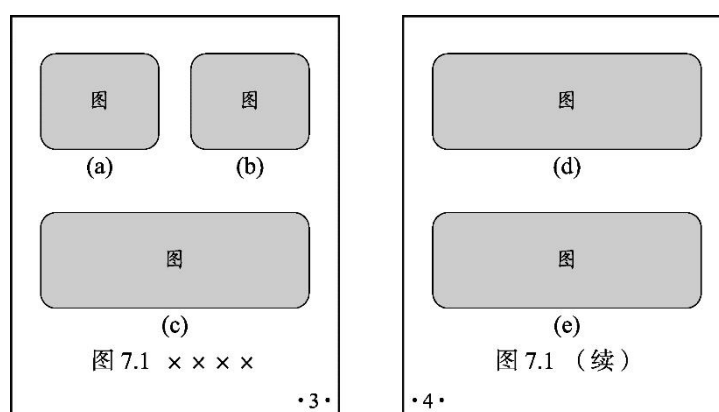 图 图
(a) (b)
图
(c)
图 7.1 × × × ×
·3·
图
(d)
图
(e)
图 7.1 （续）
·4·